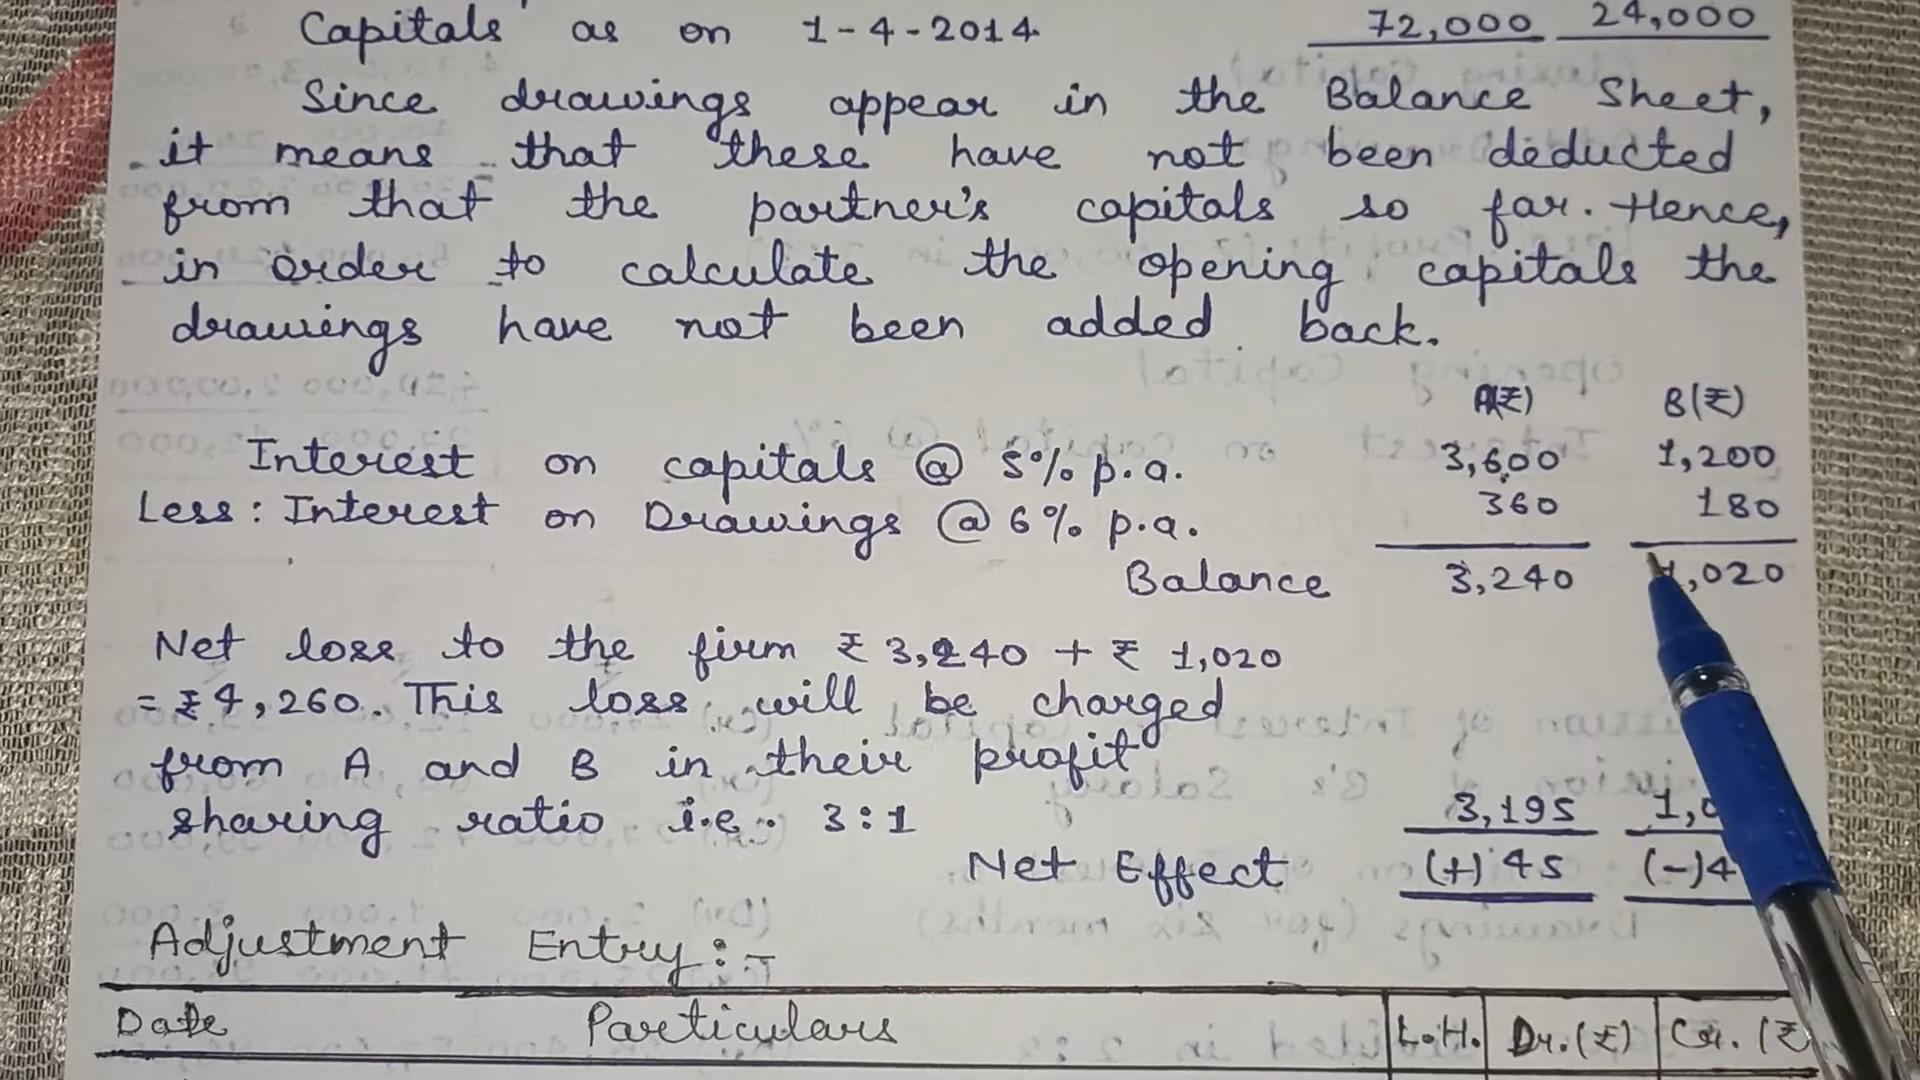 Capitals as on 1-4-2014 72,000 24,000
Since drawings appear in the Balance Sheet,
it means that these have not been deducted
from that the partner's capitals so far. Hence,
in order to calculate the opening capitals the
drawings have not been added back.
A(₹) B(₹)
Interest on capitals @ 5% p.a. 3,600 1,200
Less: Interest on Drawings @ 6% p.a. 360 180
Balance 3,240 1,020
Net loss to the firm ₹ 3,240 + ₹ 1,020
= ₹ 4,260. This loss will be charged
from A and B in their profit
sharing ratio i.e. 3:1 3,195
Net Effect (+) 45 (-)4
Adjustment Entry:-
Date Particulars L.H. Dr.(₹) Cr.(₹